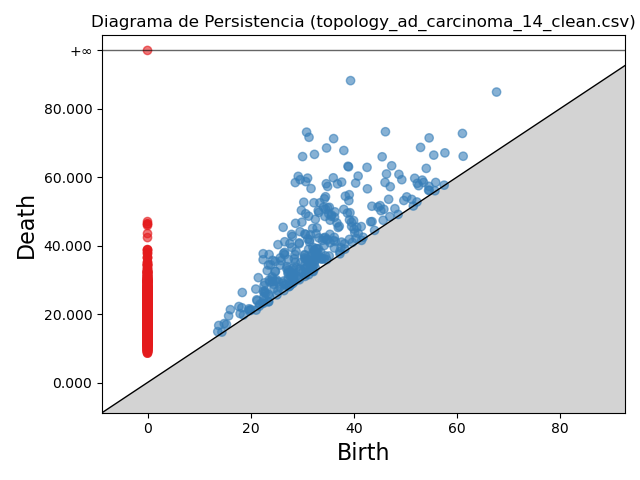 Diagrama de Persistencia (topology_ad_carcinoma_14_clean.csv)
+∞
80.000
60.000
40.000
20.000
0.000
Death
0 20 40 60 80
Birth